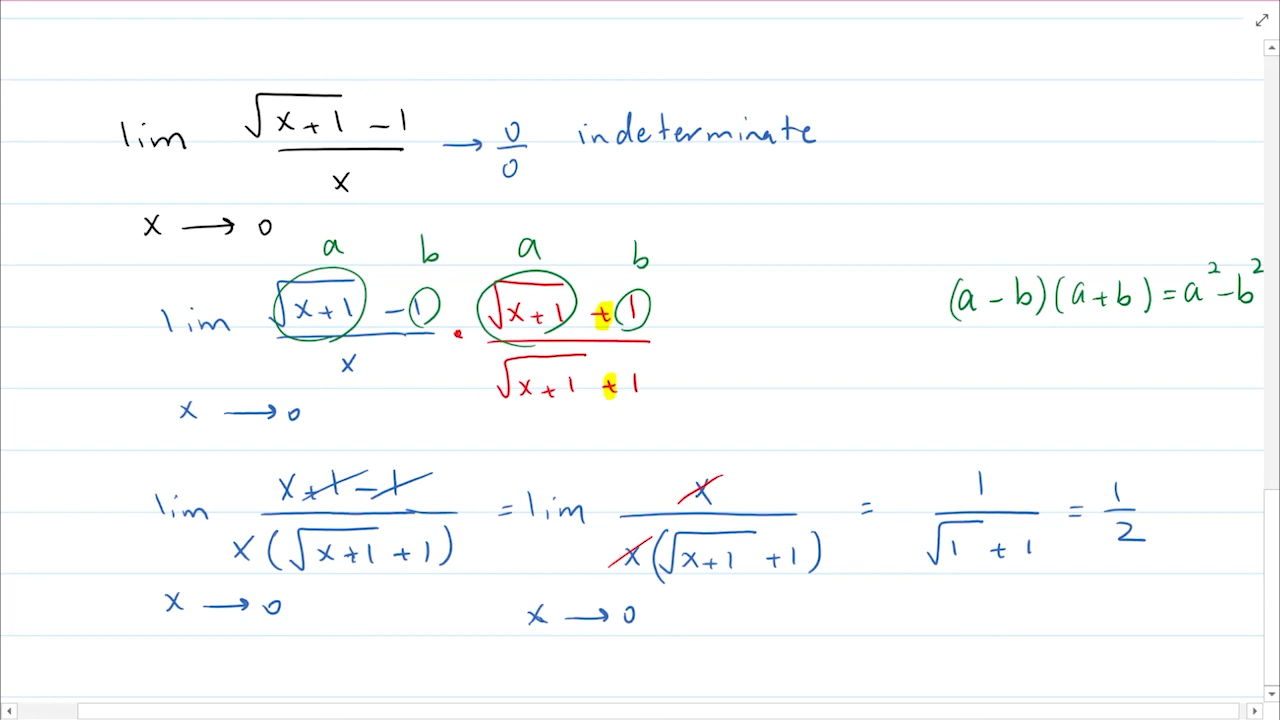 lim √(x+1) - 1 / x → 0/0 indeterminate
x → 0
a b a b
lim √(x+1) - 1 / x · √(x+1) + 1 / √(x+1) + 1 (a - b)(a + b) = a² - b²
x → 0
lim x + 1 - 1 / x(√(x+1) + 1) = lim x / x(√(x+1) + 1) = 1 / √1 + 1 = 1/2
x → 0 x → 0